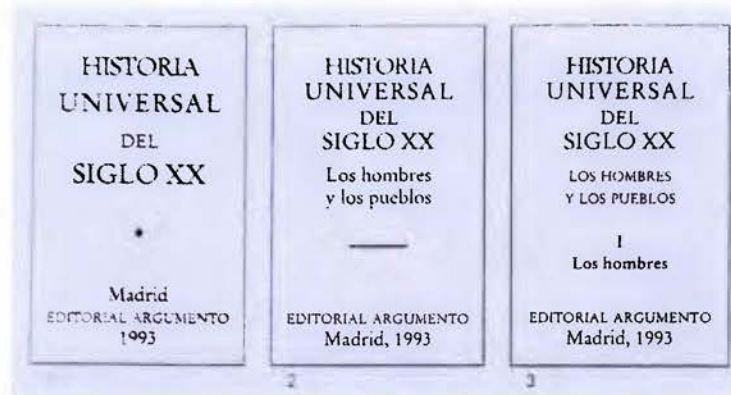 HISTORIA
UNIVERSAL
DEL
SIGLO XX
Madrid
EDITORIAL ARGUMENTO
1993
HISTORIA
UNIVERSAL
DEL
SIGLO XX
Los hombres
y los pueblos
EDITORIAL ARGUMENTO
Madrid, 1993
2
HISTORIA
UNIVERSAL
DEL
SIGLO XX
LOS HOMBRES
Y LOS PUEBLOS
I
Los hombres
EDITORIAL ARGUMENTO
Madrid, 1993
3